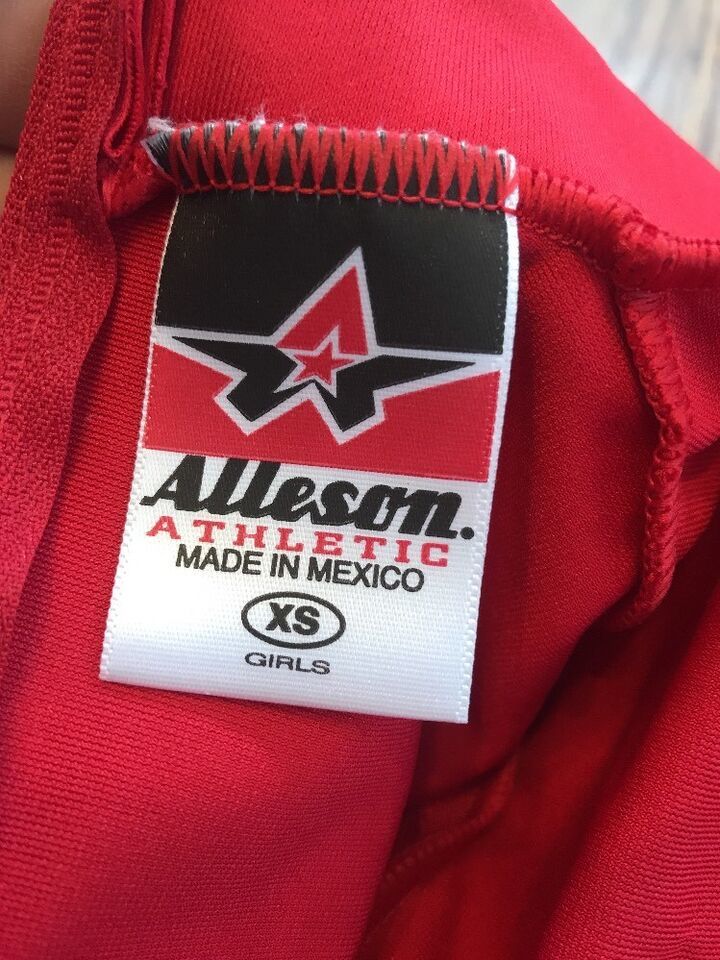 Alleson.
ATHLETIC
MADE IN MEXICO
XS
GIRLS